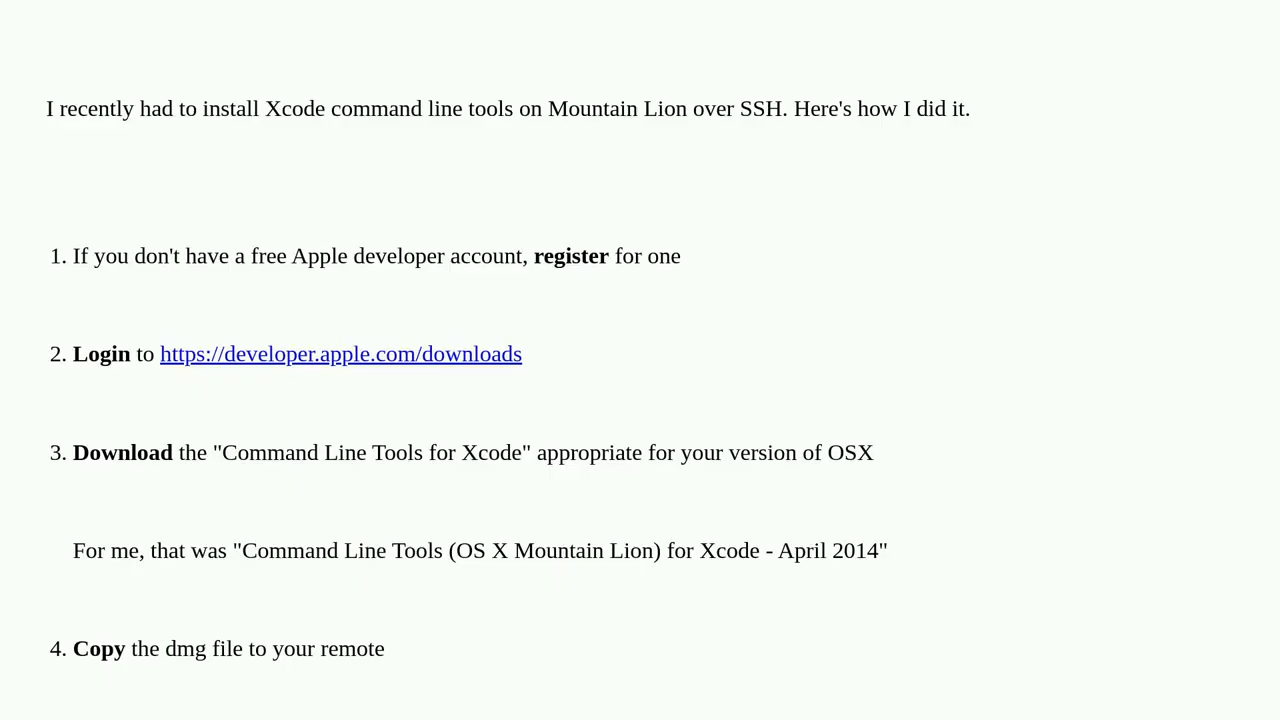 I recently had to install Xcode command line tools on Mountain Lion over SSH. Here's how I did it.
1. If you don't have a free Apple developer account, register for one
2. Login to https://developer.apple.com/downloads
3. Download the "Command Line Tools for Xcode" appropriate for your version of OSX
For me, that was "Command Line Tools (OS X Mountain Lion) for Xcode - April 2014"
4. Copy the dmg file to your remote